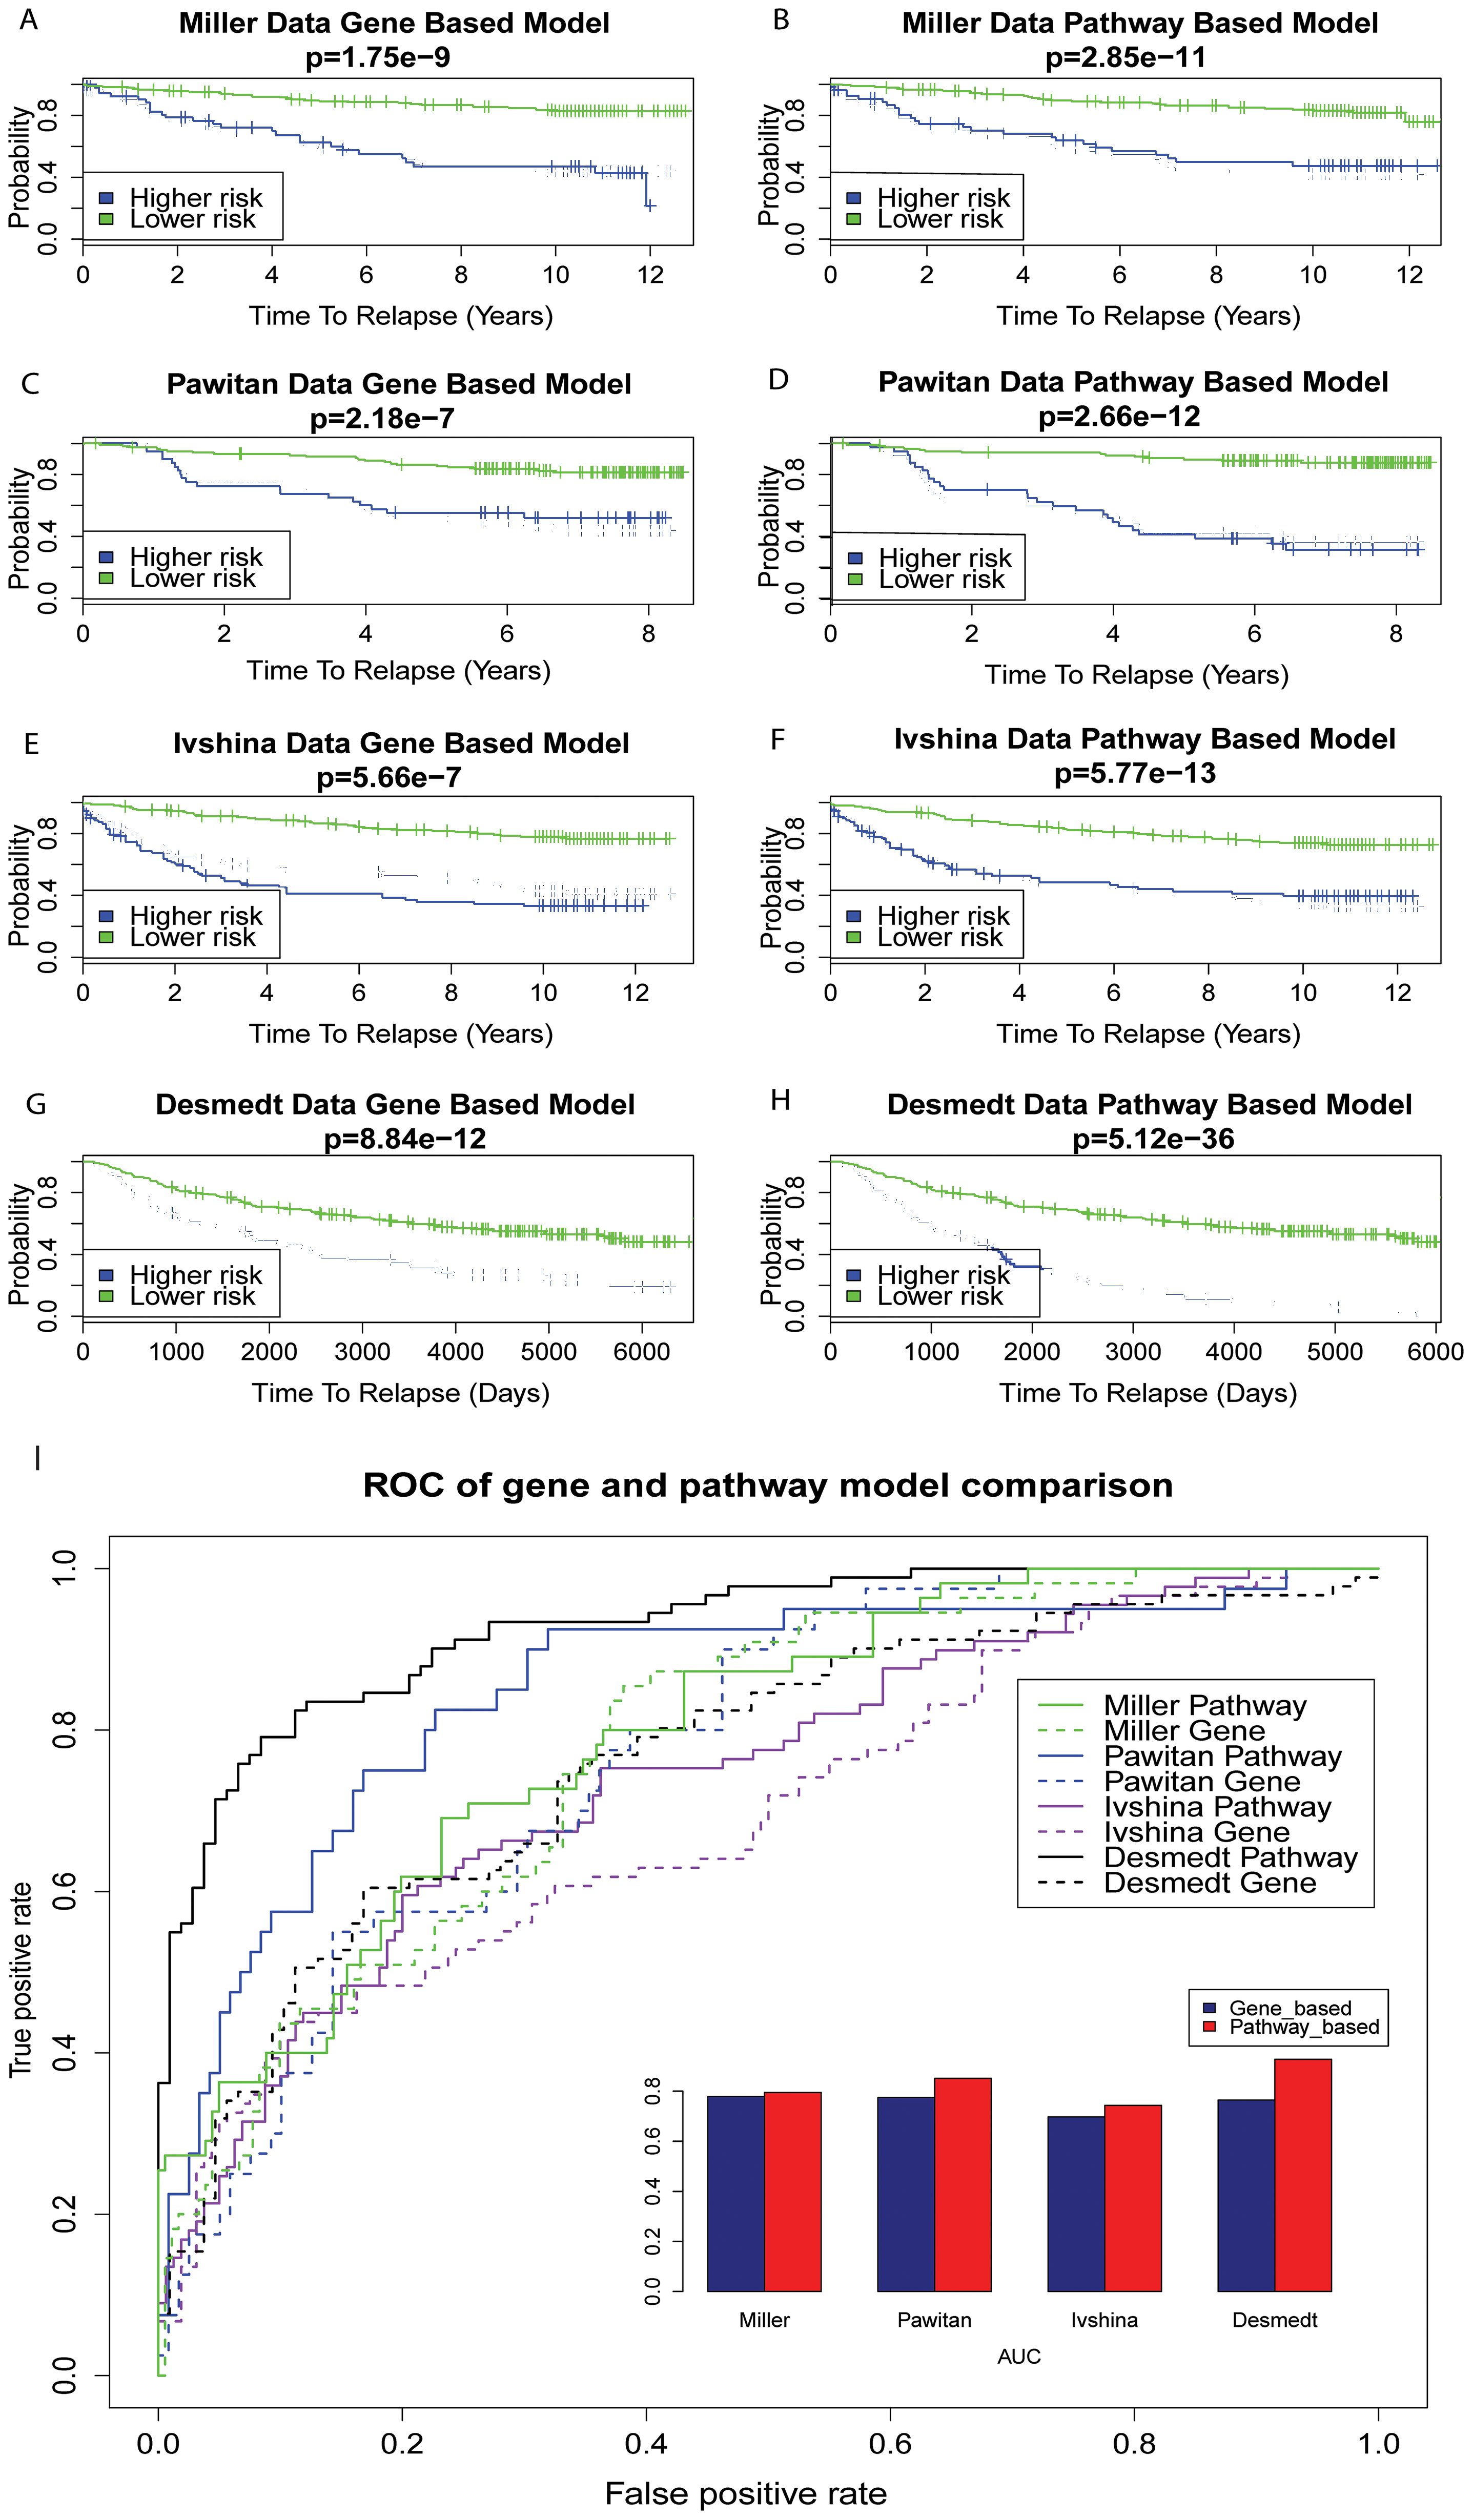 A
Miller Data Gene Based Model
p=1.75e−9
Probability
0.0 0.4 0.8
Higher risk
Lower risk
0 2 4 6 8 10 12
Time To Relapse (Years)
B
Miller Data Pathway Based Model
p=2.85e−11
Probability
0.0 0.4 0.8
Higher risk
Lower risk
0 2 4 6 8 10 12
Time To Relapse (Years)
C
Pawitan Data Gene Based Model
p=2.18e−7
Probability
0.0 0.4 0.8
Higher risk
Lower risk
0 2 4 6 8
Time To Relapse (Years)
D
Pawitan Data Pathway Based Model
p=2.66e−12
Probability
0.0 0.4 0.8
Higher risk
Lower risk
0 2 4 6 8
Time To Relapse (Years)
E
Ivshina Data Gene Based Model
p=5.66e−7
Probability
0.0 0.4 0.8
Higher risk
Lower risk
0 2 4 6 8 10 12
Time To Relapse (Years)
F
Ivshina Data Pathway Based Model
p=5.77e−13
Probability
0.0 0.4 0.8
Higher risk
Lower risk
0 2 4 6 8 10 12
Time To Relapse (Years)
G
Desmedt Data Gene Based Model
p=8.84e−12
Probability
0.0 0.4 0.8
Higher risk
Lower risk
0 1000 2000 3000 4000 5000 6000
Time To Relapse (Days)
H
Desmedt Data Pathway Based Model
p=5.12e−36
Probability
0.0 0.4 0.8
Higher risk
Lower risk
0 1000 2000 3000 4000 5000 6000
Time To Relapse (Days)
I
ROC of gene and pathway model comparison
True positive rate
0.0 0.2 0.4 0.6 0.8 1.0
Miller Pathway
Miller Gene
Pawitan Pathway
Pawitan Gene
Ivshina Pathway
Ivshina Gene
Desmedt Pathway
Desmedt Gene
Gene_based
Pathway_based
0.0 0.2 0.4 0.6 0.8
Miller Pawitan Ivshina Desmedt
AUC
0.0 0.2 0.4 0.6 0.8 1.0
False positive rate